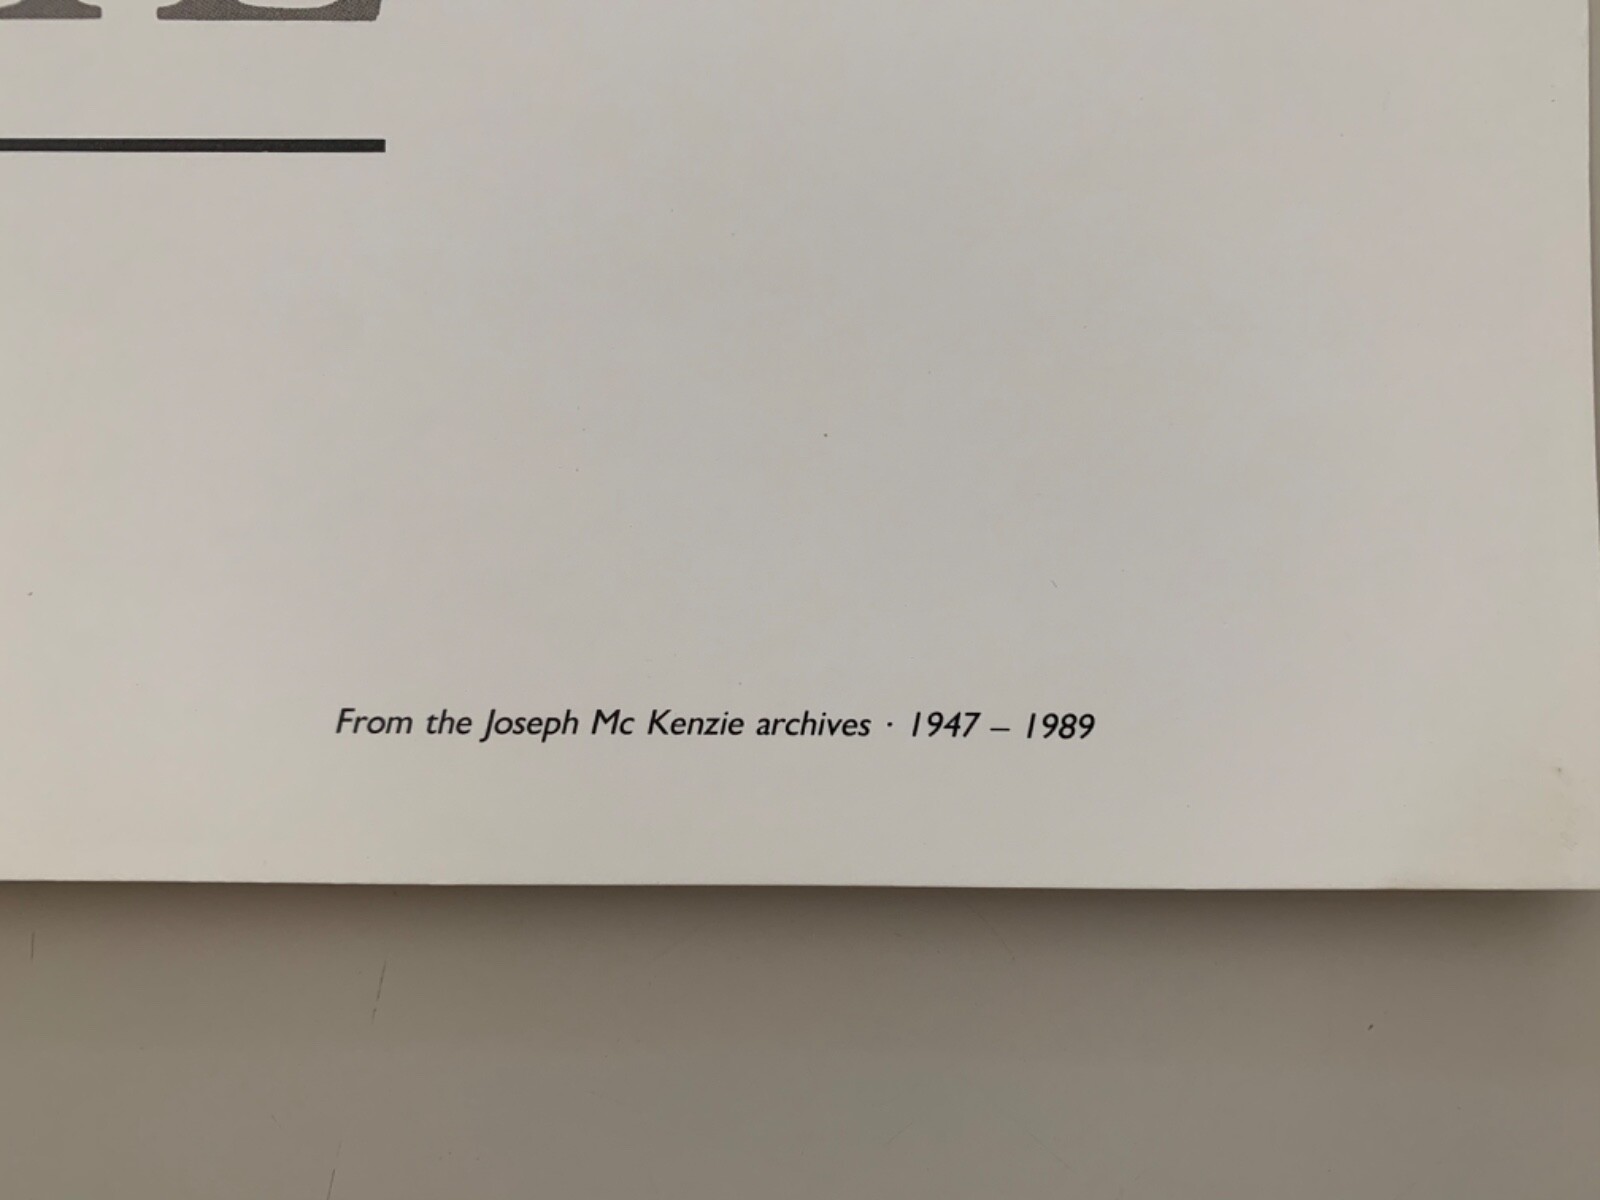 From the Joseph Mc Kenzie archives · 1947 – 1989